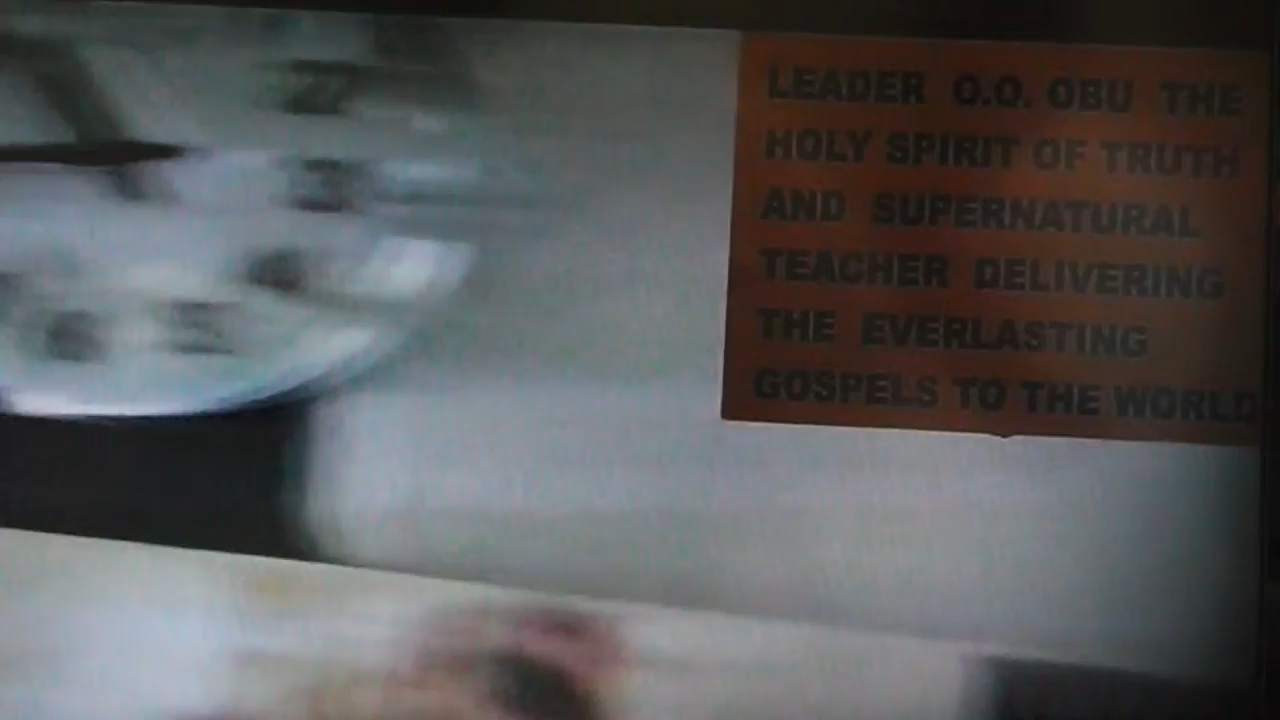 LEADER O.O. OBU THE
HOLY SPIRIT OF TRUTH
AND SUPERNATURAL
TEACHER DELIVERING
THE EVERLASTING
GOSPELS TO THE WORLD